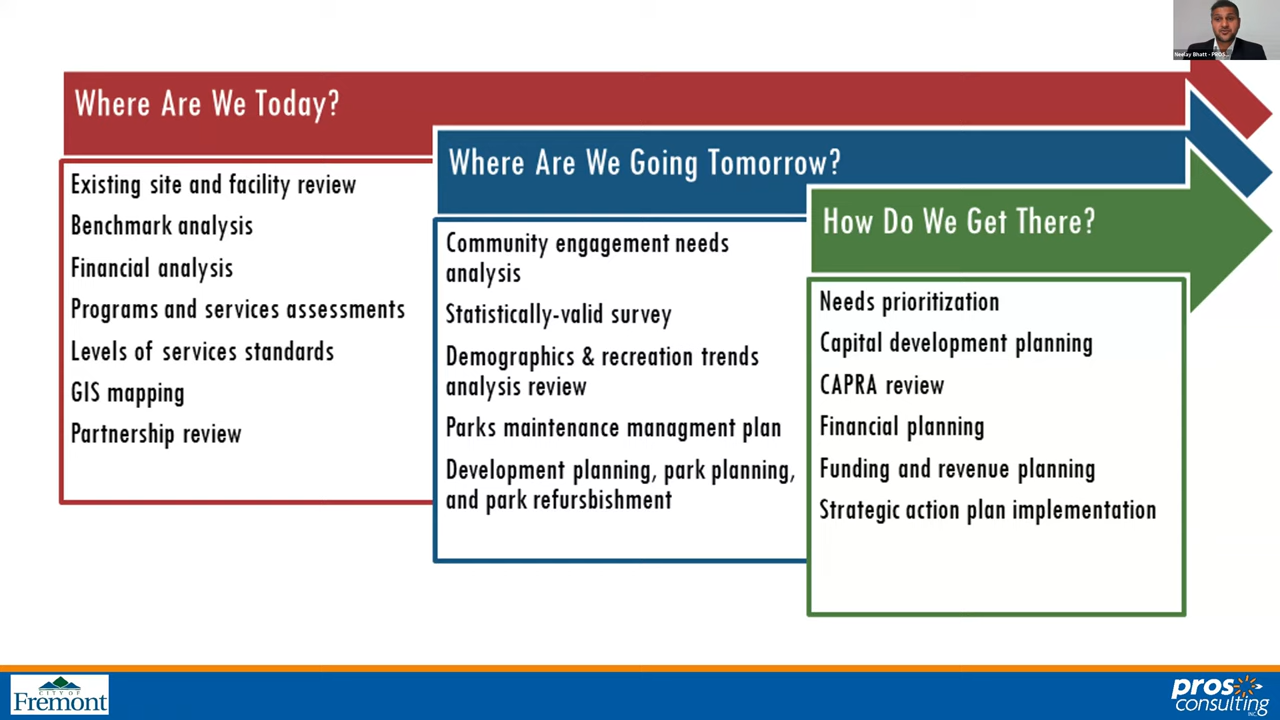 Neelay Bhatt - PROS...
Where Are We Today?
Existing site and facility review
Benchmark analysis
Financial analysis
Programs and services assessments
Levels of services standards
GIS mapping
Partnership review
Where Are We Going Tomorrow?
Community engagement needs
analysis
Statistically-valid survey
Demographics & recreation trends
analysis review
Parks maintenance managment plan
Development planning, park planning,
and park refursbishment
How Do We Get There?
Needs prioritization
Capital development planning
CAPRA review
Financial planning
Funding and revenue planning
Strategic action plan implementation
CITY OF
Fremont
pros
consulting
INC.